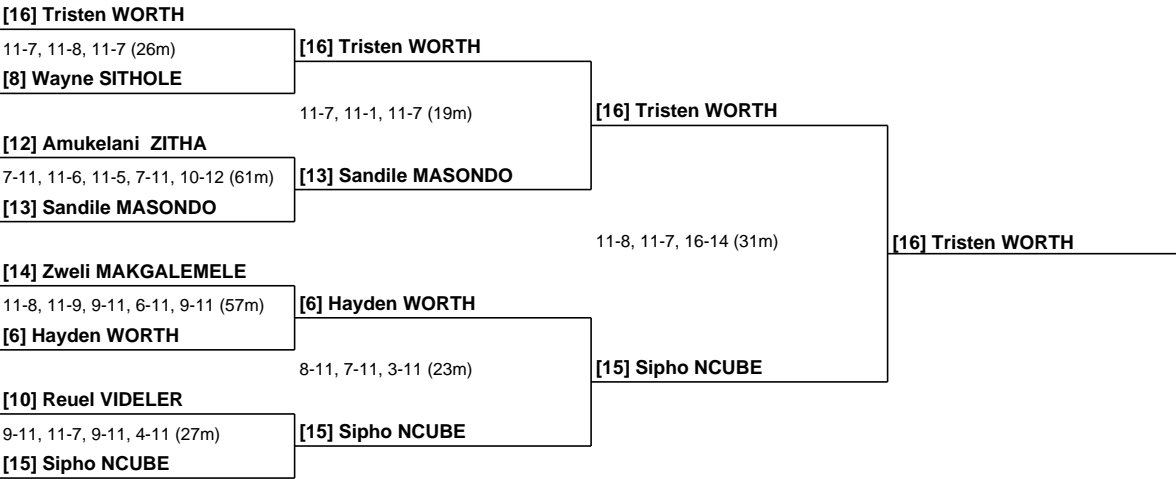 [16] Tristen WORTH
11-7, 11-8, 11-7 (26m)
[8] Wayne SITHOLE
[12] Amukelani  ZITHA
7-11, 11-6, 11-5, 7-11, 10-12 (61m)
[13] Sandile MASONDO
[14] Zweli MAKGALEMELE
11-8, 11-9, 9-11, 6-11, 9-11 (57m)
[6] Hayden WORTH
[10] Reuel VIDELER
9-11, 11-7, 9-11, 4-11 (27m)
[15] Sipho NCUBE
[16] Tristen WORTH
11-7, 11-1, 11-7 (19m)
[13] Sandile MASONDO
[6] Hayden WORTH
8-11, 7-11, 3-11 (23m)
[15] Sipho NCUBE
[16] Tristen WORTH
11-8, 11-7, 16-14 (31m)
[15] Sipho NCUBE
[16] Tristen WORTH